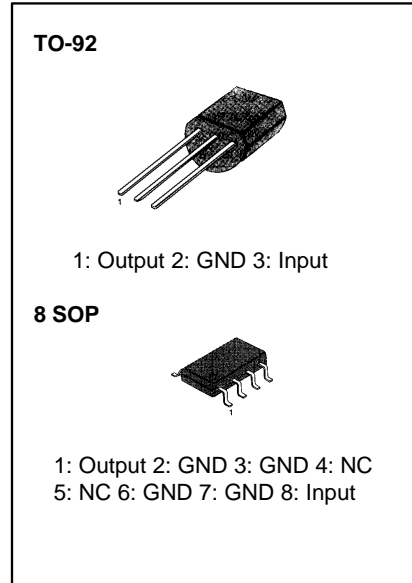 TO-92
1
1: Output 2: GND 3: Input
8 SOP
1
1: Output 2: GND 3: GND 4: NC
5: NC 6: GND 7: GND 8: Input